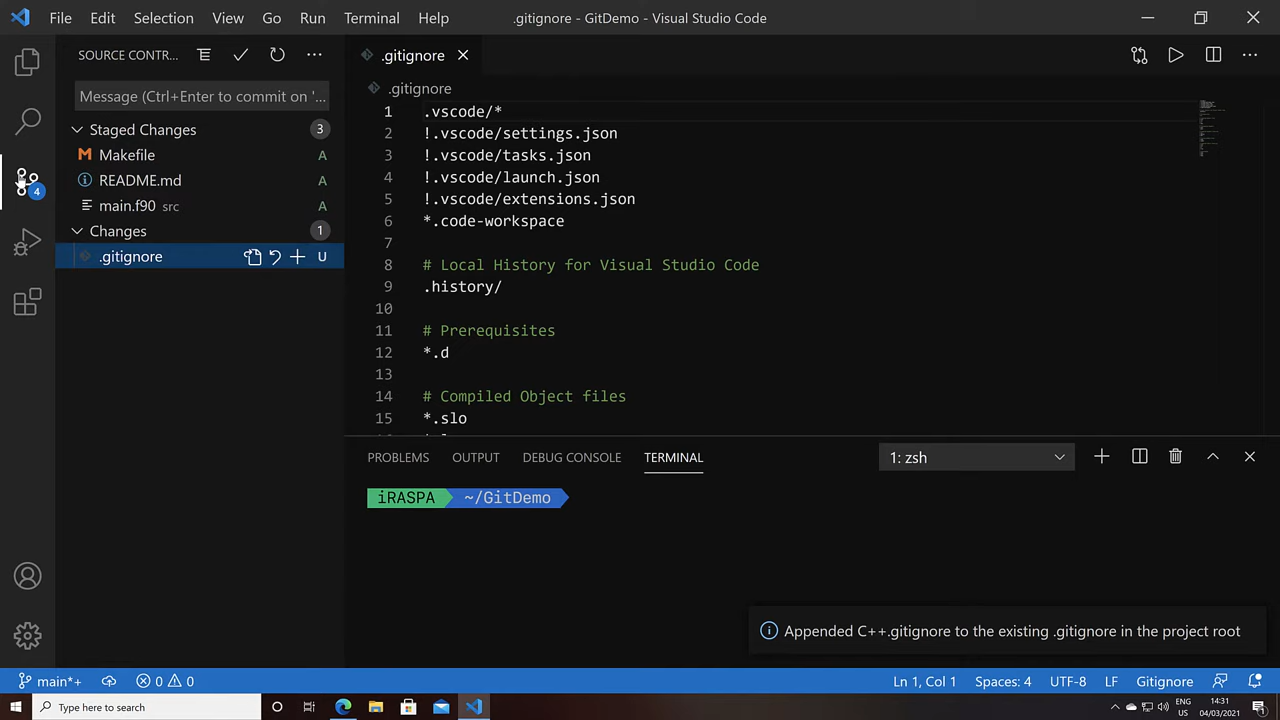 File Edit Selection View Go Run Terminal Help .gitignore - GitDemo - Visual Studio Code
SOURCE CONTR...
Message (Ctrl+Enter to commit on '...
Staged Changes 3
Makefile A
README.md A
main.f90 src A
Changes 1
.gitignore U
4
.gitignore
.gitignore
1 .vscode/*
2 !.vscode/settings.json
3 !.vscode/tasks.json
4 !.vscode/launch.json
5 !.vscode/extensions.json
6 *.code-workspace
7
8 # Local History for Visual Studio Code
9 .history/
10
11 # Prerequisites
12 *.d
13
14 # Compiled Object files
15 *.slo
PROBLEMS OUTPUT DEBUG CONSOLE TERMINAL 1: zsh
iRASPA ~/GitDemo
Appended C++.gitignore to the existing .gitignore in the project root
main*+ 0 0 Ln 1, Col 1 Spaces: 4 UTF-8 LF Gitignore
Type here to search
ENG
US
14:31
04/03/2021